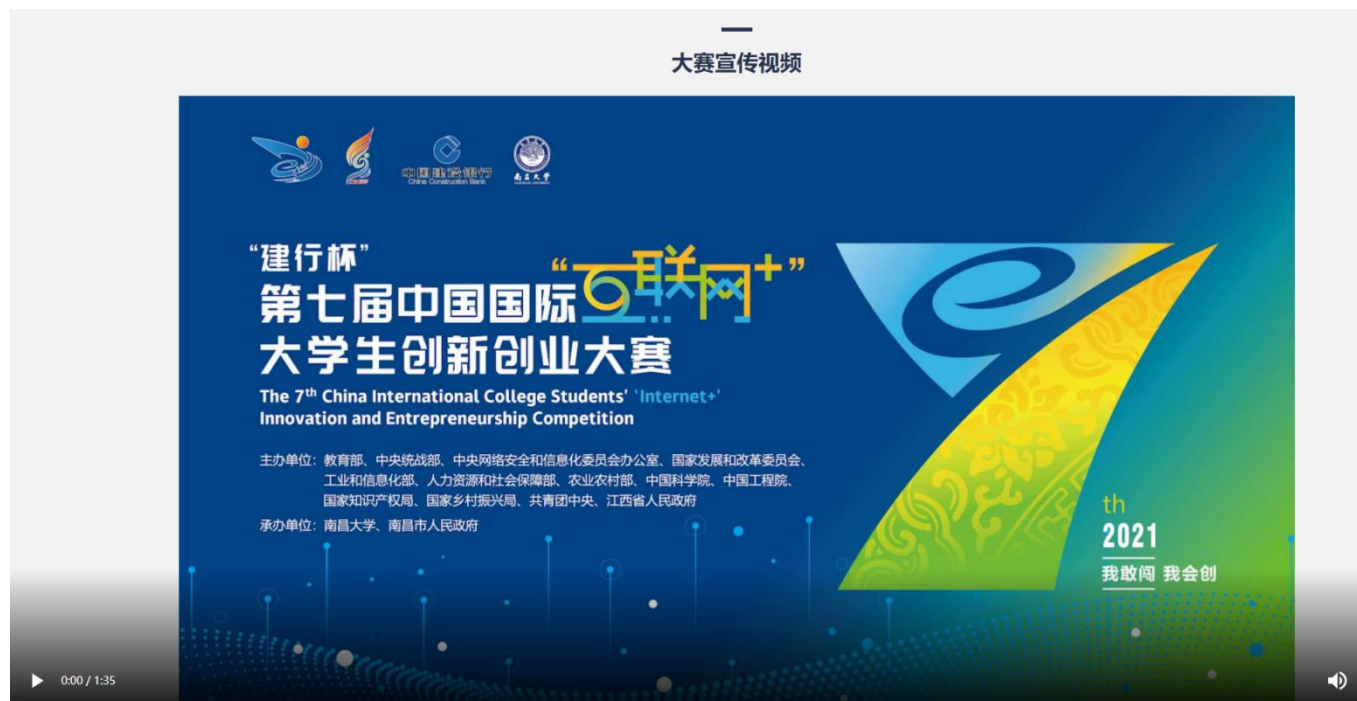 大赛宣传视频
中国建设银行
China Construction Bank
南昌大学
“建行杯”
第七届中国国际“互联网+”
大学生创新创业大赛
The 7th China International College Students' 'Internet+'
Innovation and Entrepreneurship Competition
主办单位：教育部、中央统战部、中央网络安全和信息化委员会办公室、国家发展和改革委员会、
工业和信息化部、人力资源和社会保障部、农业农村部、中国科学院、中国工程院、
国家知识产权局、国家乡村振兴局、共青团中央、江西省人民政府
承办单位：南昌大学、南昌市人民政府
7
th
2021
我敢闯 我会创
0:00 / 1:35